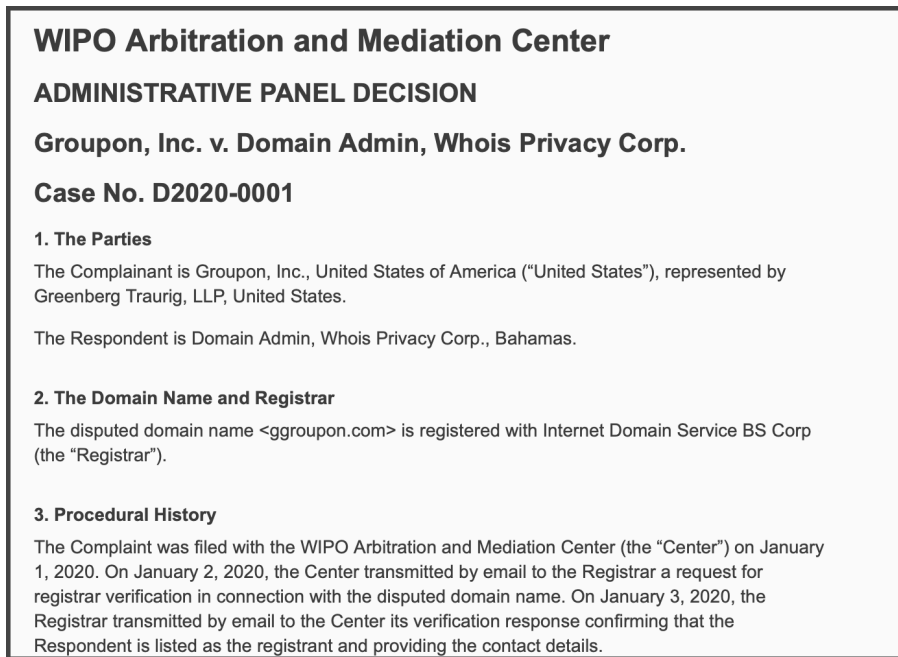 WIPO Arbitration and Mediation Center
ADMINISTRATIVE PANEL DECISION
Groupon, Inc. v. Domain Admin, Whois Privacy Corp.
Case No. D2020-0001
1. The Parties
The Complainant is Groupon, Inc., United States of America (“United States”), represented by
Greenberg Traurig, LLP, United States.
The Respondent is Domain Admin, Whois Privacy Corp., Bahamas.
2. The Domain Name and Registrar
The disputed domain name <ggroupon.com> is registered with Internet Domain Service BS Corp
(the “Registrar”).
3. Procedural History
The Complaint was filed with the WIPO Arbitration and Mediation Center (the “Center”) on January
1, 2020. On January 2, 2020, the Center transmitted by email to the Registrar a request for
registrar verification in connection with the disputed domain name. On January 3, 2020, the
Registrar transmitted by email to the Center its verification response confirming that the
Respondent is listed as the registrant and providing the contact details.